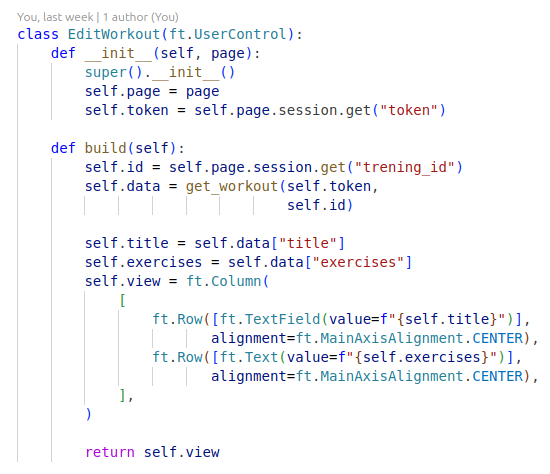 You, last week | 1 author (You)
class EditWorkout(ft.UserControl):
    def __init__(self, page):
        super().__init__()
        self.page = page
        self.token = self.page.session.get("token")

    def build(self):
        self.id = self.page.session.get("trening_id")
        self.data = get_workout(self.token,
                                self.id)

        self.title = self.data["title"]
        self.exercises = self.data["exercises"]
        self.view = ft.Column(
            [
                ft.Row([ft.TextField(value=f"{self.title}")],
                       alignment=ft.MainAxisAlignment.CENTER),
                ft.Row([ft.Text(value=f"{self.exercises}")],
                       alignment=ft.MainAxisAlignment.CENTER),
            ],
        )

        return self.view